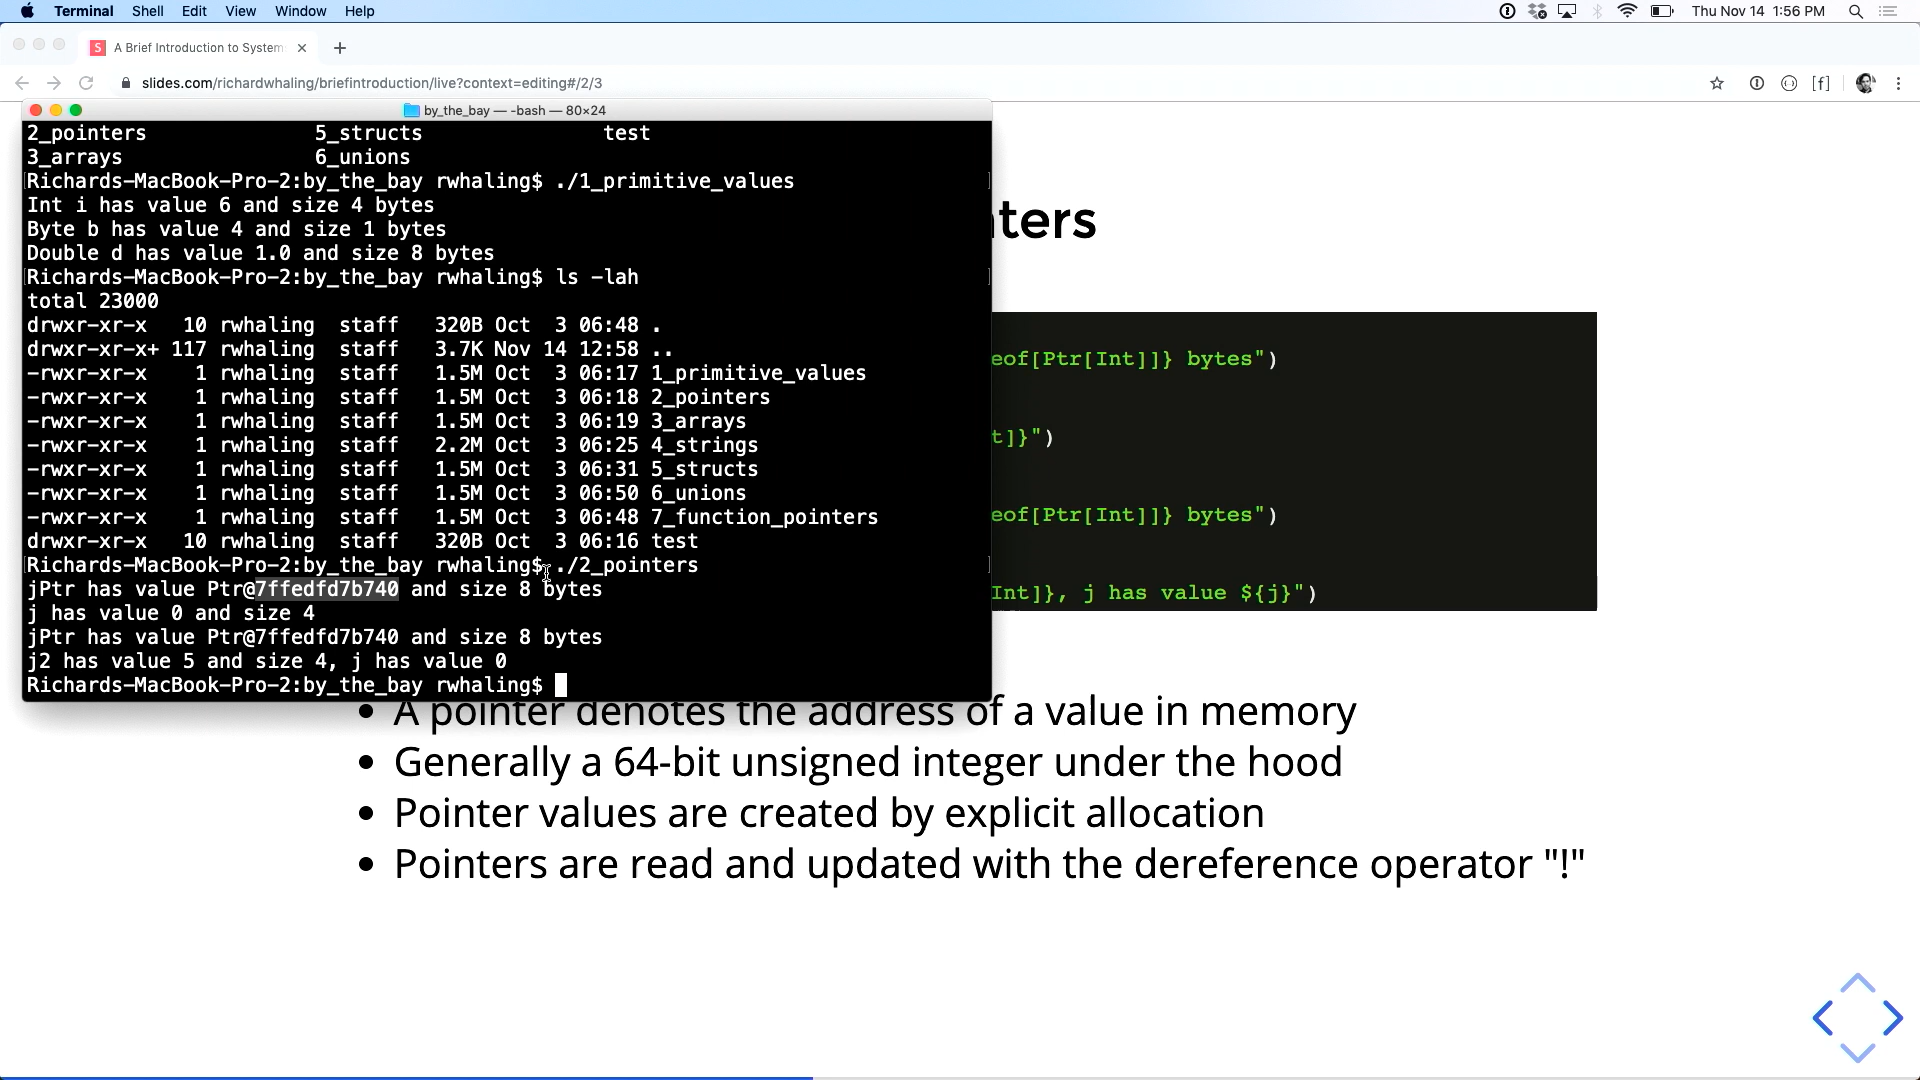 Terminal Shell Edit View Window Help Thu Nov 14 1:56 PM
A Brief Introduction to System
slides.com/richardwhaling/briefintroduction/live?context=editing#/2/3
by_the_bay — -bash — 80×24
2_pointers 5_structs test
3_arrays 6_unions
Richards-MacBook-Pro-2:by_the_bay rwhaling$ ./1_primitive_values
Int i has value 6 and size 4 bytes
Byte b has value 4 and size 1 bytes
Double d has value 1.0 and size 8 bytes
Richards-MacBook-Pro-2:by_the_bay rwhaling$ ls -lah
total 23000
drwxr-xr-x 10 rwhaling staff 320B Oct 3 06:48 .
drwxr-xr-x+ 117 rwhaling staff 3.7K Nov 14 12:58 ..
-rwxr-xr-x 1 rwhaling staff 1.5M Oct 3 06:17 1_primitive_values
-rwxr-xr-x 1 rwhaling staff 1.5M Oct 3 06:18 2_pointers
-rwxr-xr-x 1 rwhaling staff 1.5M Oct 3 06:19 3_arrays
-rwxr-xr-x 1 rwhaling staff 2.2M Oct 3 06:25 4_strings
-rwxr-xr-x 1 rwhaling staff 1.5M Oct 3 06:31 5_structs
-rwxr-xr-x 1 rwhaling staff 1.5M Oct 3 06:50 6_unions
-rwxr-xr-x 1 rwhaling staff 1.5M Oct 3 06:48 7_function_pointers
drwxr-xr-x 10 rwhaling staff 320B Oct 3 06:16 test
Richards-MacBook-Pro-2:by_the_bay rwhaling$ ./2_pointers
jPtr has value Ptr@7ffedfd7b740 and size 8 bytes
j has value 0 and size 4
jPtr has value Ptr@7ffedfd7b740 and size 8 bytes
j2 has value 5 and size 4, j has value 0
Richards-MacBook-Pro-2:by_the_bay rwhaling$
nters
eof[Ptr[Int]]} bytes")
t]}")
eof[Ptr[Int]]} bytes")
Int]}, j has value ${j}")
• A pointer denotes the address of a value in memory
• Generally a 64-bit unsigned integer under the hood
• Pointer values are created by explicit allocation
• Pointers are read and updated with the dereference operator "!"